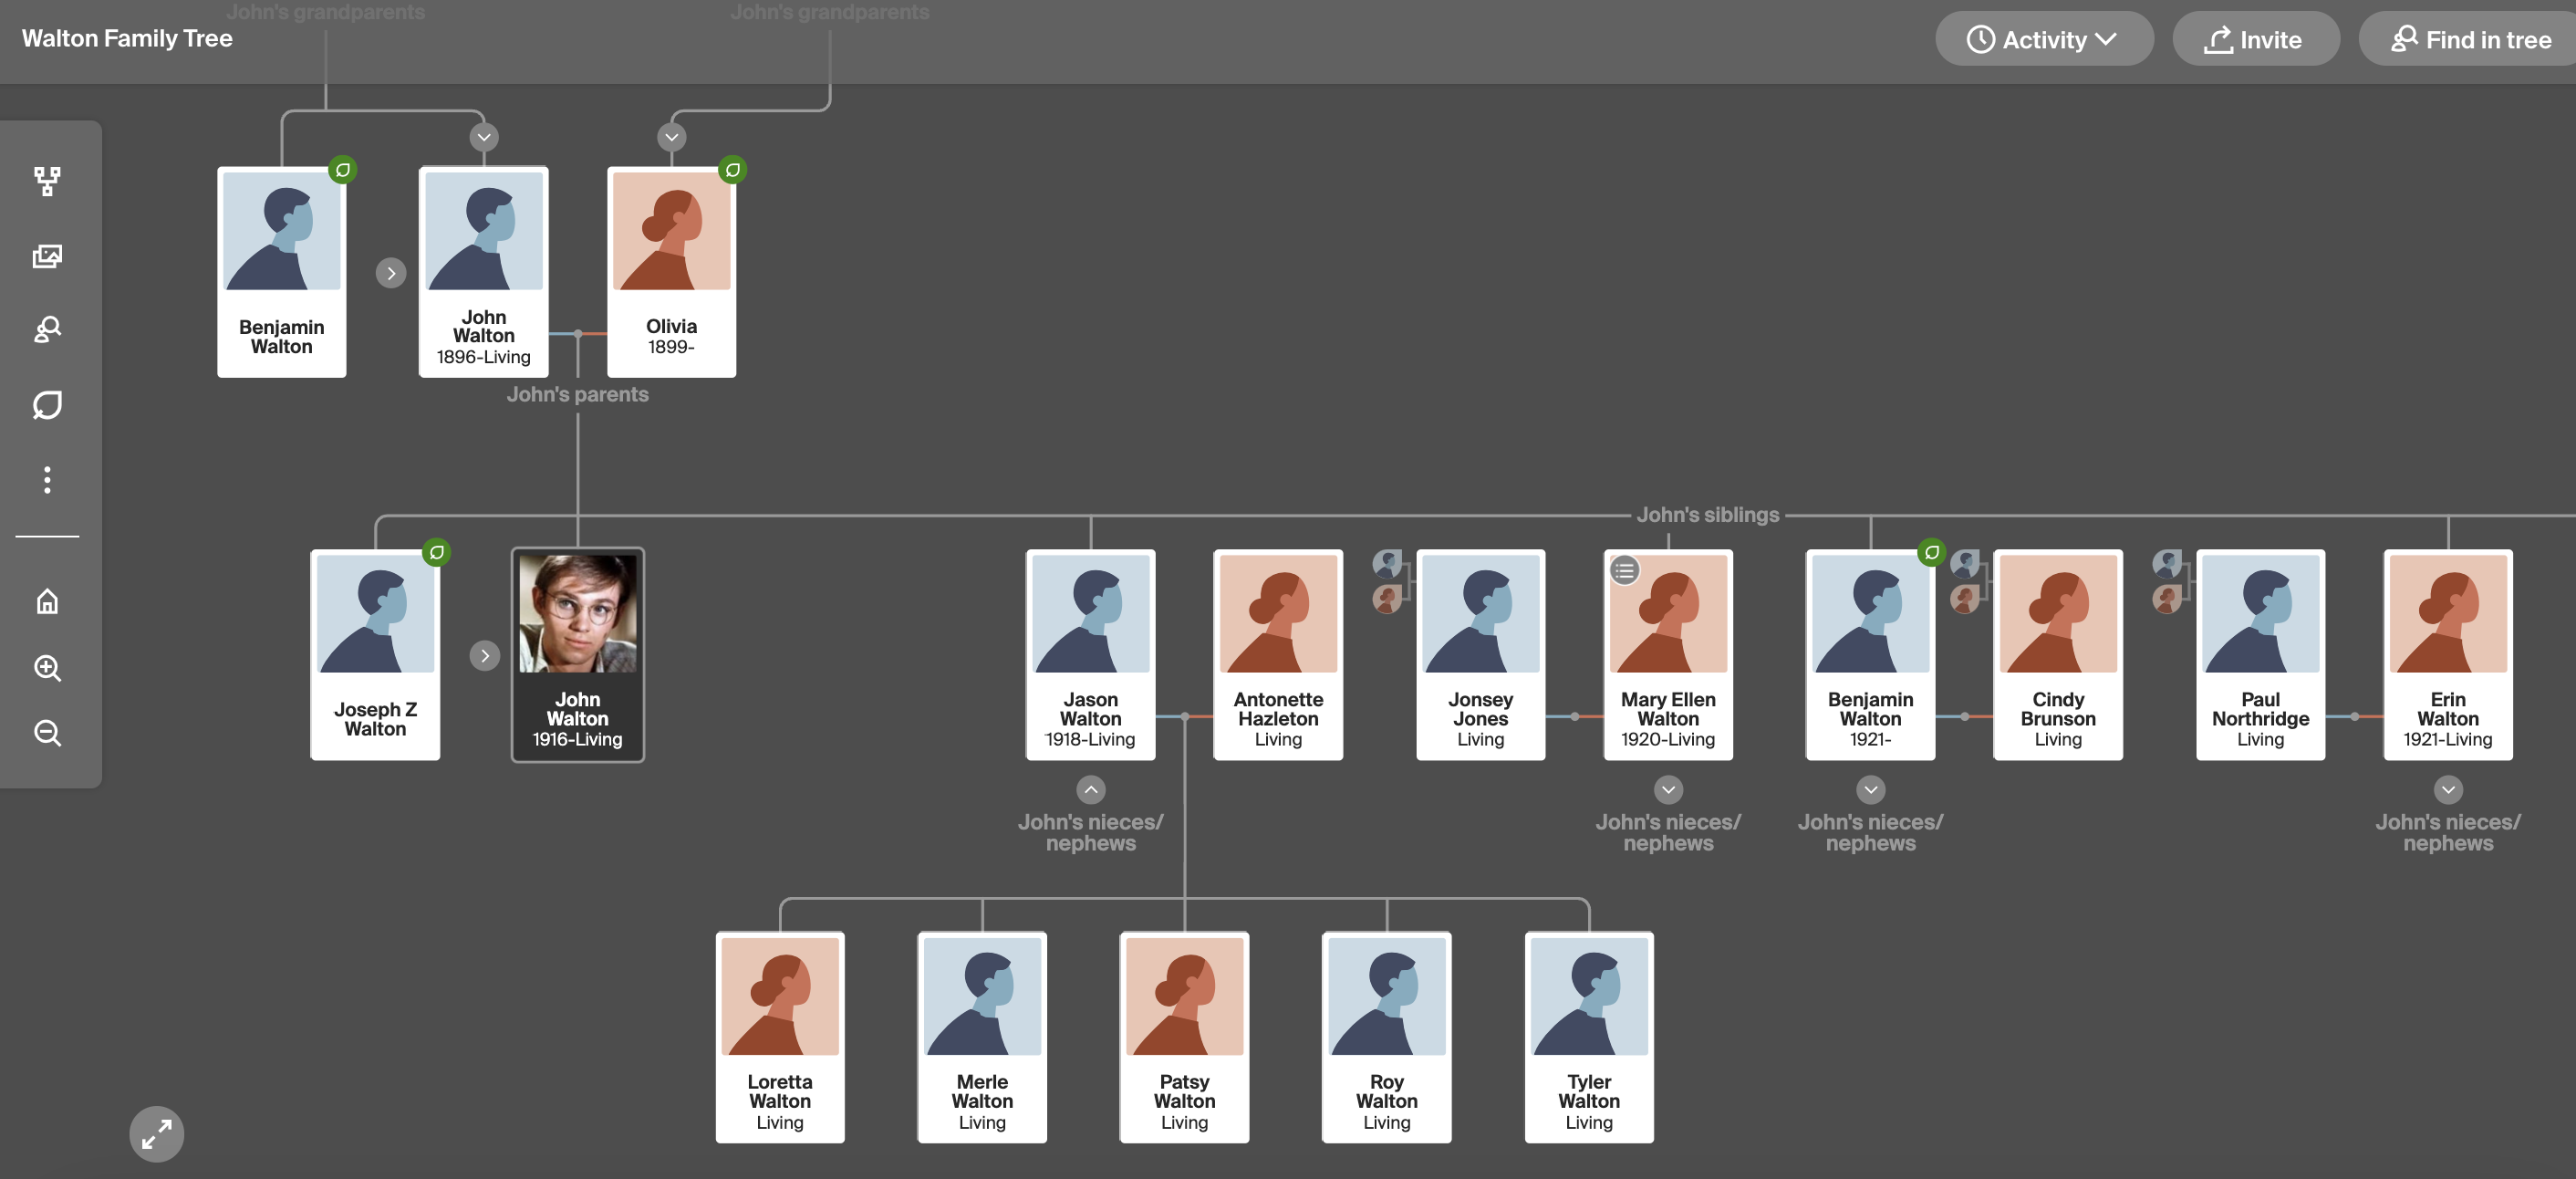 John's grandparents
John's grandparents
Walton Family Tree
Activity
Invite
Find in tree
Benjamin
Walton
John
Walton
1896-Living
Olivia
1899-
John's parents
John's siblings
Joseph Z
Walton
John
Walton
1916-Living
Jason
Walton
1918-Living
Antonette
Hazleton
Living
Jonsey
Jones
Living
Mary Ellen
Walton
1920-Living
Benjamin
Walton
1921-
Cindy
Brunson
Living
Paul
Northridge
Living
Erin
Walton
1921-Living
John's nieces/
nephews
John's nieces/
nephews
John's nieces/
nephews
John's nieces/
nephews
Loretta
Walton
Living
Merle
Walton
Living
Patsy
Walton
Living
Roy
Walton
Living
Tyler
Walton
Living